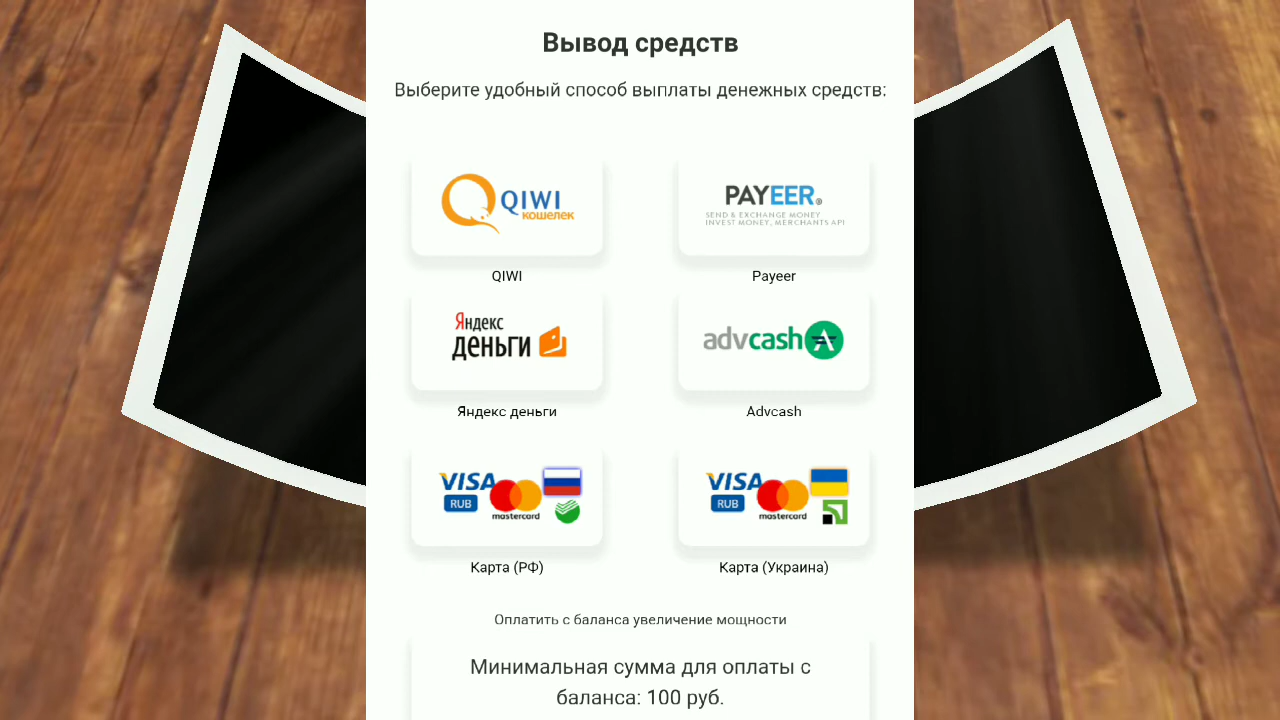 Вывод средств
Выберите удобный способ выплаты денежных средств:
QIWI
кошелек
PAYEER®
SEND & EXCHANGE MONEY
INVEST MONEY, MERCHANTS API
QIWI
Payeer
Яндекс
деньги
advcash
Яндекс деньги
Advcash
VISA
RUB
mastercard
VISA
RUB
mastercard
Карта (РФ)
Карта (Украина)
Оплатить с баланса увеличение мощности
Минимальная сумма для оплаты с
баланса: 100 руб.